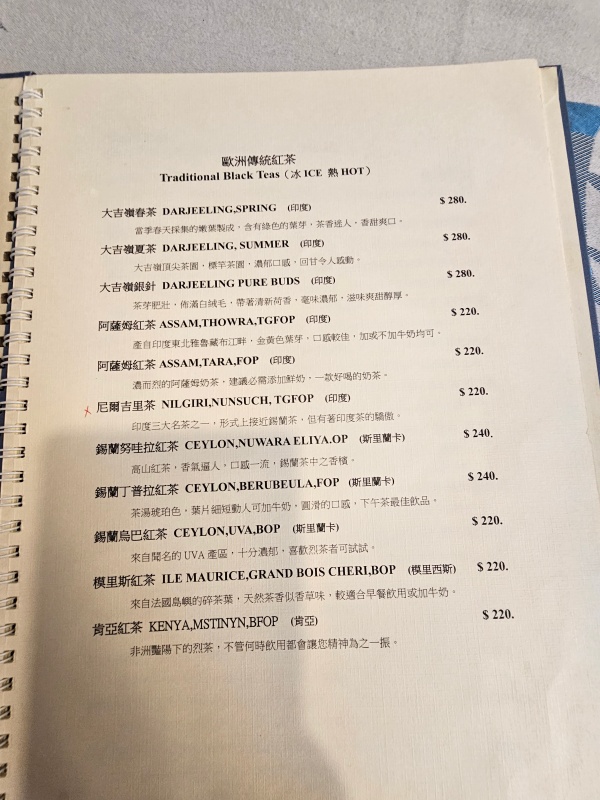 歐洲傳統紅茶
Traditional Black Teas（冰 ICE 熱 HOT）
大吉嶺春茶 DARJEELING,SPRING （印度） $ 280.
當季春天採集的嫩葉製成，含有綠色的葉芽，茶香迷人，香甜爽口。
大吉嶺夏茶 DARJEELING, SUMMER （印度） $ 280.
大吉嶺頂尖茶園，標竿茶園，濃郁口感，回甘令人感動。
大吉嶺銀針 DARJEELING PURE BUDS （印度） $ 280.
茶芽肥壯，佈滿白絨毛，帶著清新荷香，毫味濃郁，滋味爽甜醇厚。
阿薩姆紅茶 ASSAM,THOWRA,TGFOP （印度） $ 220.
產自印度東北雅魯藏布江畔，金黃色葉芽，口感較佳，加或不加牛奶均可。
阿薩姆紅茶 ASSAM,TARA,FOP （印度） $ 220.
濃而烈的阿薩姆奶茶，建議必需添加鮮奶，一款好喝的奶茶。
x 尼爾吉里茶 NILGIRI,NUNSUCH, TGFOP （印度） $ 220.
印度三大名茶之一，形式上接近錫蘭茶，但有著印度茶的驕傲。
錫蘭努哇拉紅茶 CEYLON,NUWARA ELIYA.OP （斯里蘭卡） $ 240.
高山紅茶，香氣逼人，口感一流，錫蘭茶中之香檳。
錫蘭丁普拉紅茶 CEYLON,BERUBEULA,FOP （斯里蘭卡） $ 240.
茶湯琥珀色，葉片細短動人可加牛奶，圓滑的口感，下午茶最佳飲品。
錫蘭烏巴紅茶 CEYLON,UVA,BOP （斯里蘭卡） $ 220.
來自聞名的 UVA 產區，十分濃郁，喜歡烈茶者可試試。
模里斯紅茶 ILE MAURICE,GRAND BOIS CHERI,BOP （模里西斯） $ 220.
來自法國島嶼的碎茶葉，天然茶香似香草味，較適合早餐飲用或加牛奶。
肯亞紅茶 KENYA,MSTINYN,BFOP （肯亞） $ 220.
非洲豔陽下的烈茶，不管何時飲用都會讓您精神為之一振。